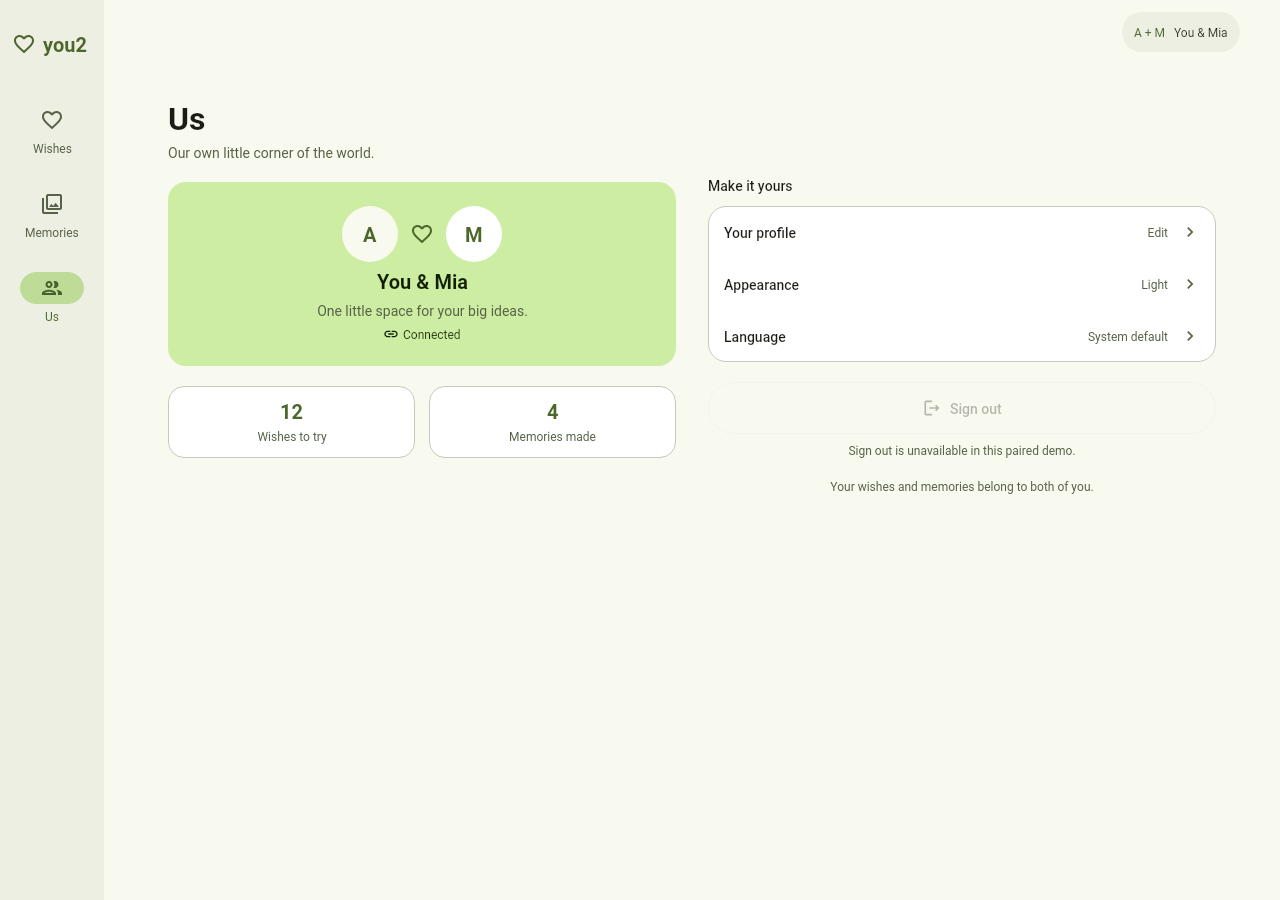 you2
A + M You & Mia
Wishes
Memories
Us
Us
Our own little corner of the world.
A
M
You & Mia
One little space for your big ideas.
Connected
12
Wishes to try
4
Memories made
Make it yours
Your profile Edit
Appearance Light
Language System default
Sign out
Sign out is unavailable in this paired demo.
Your wishes and memories belong to both of you.